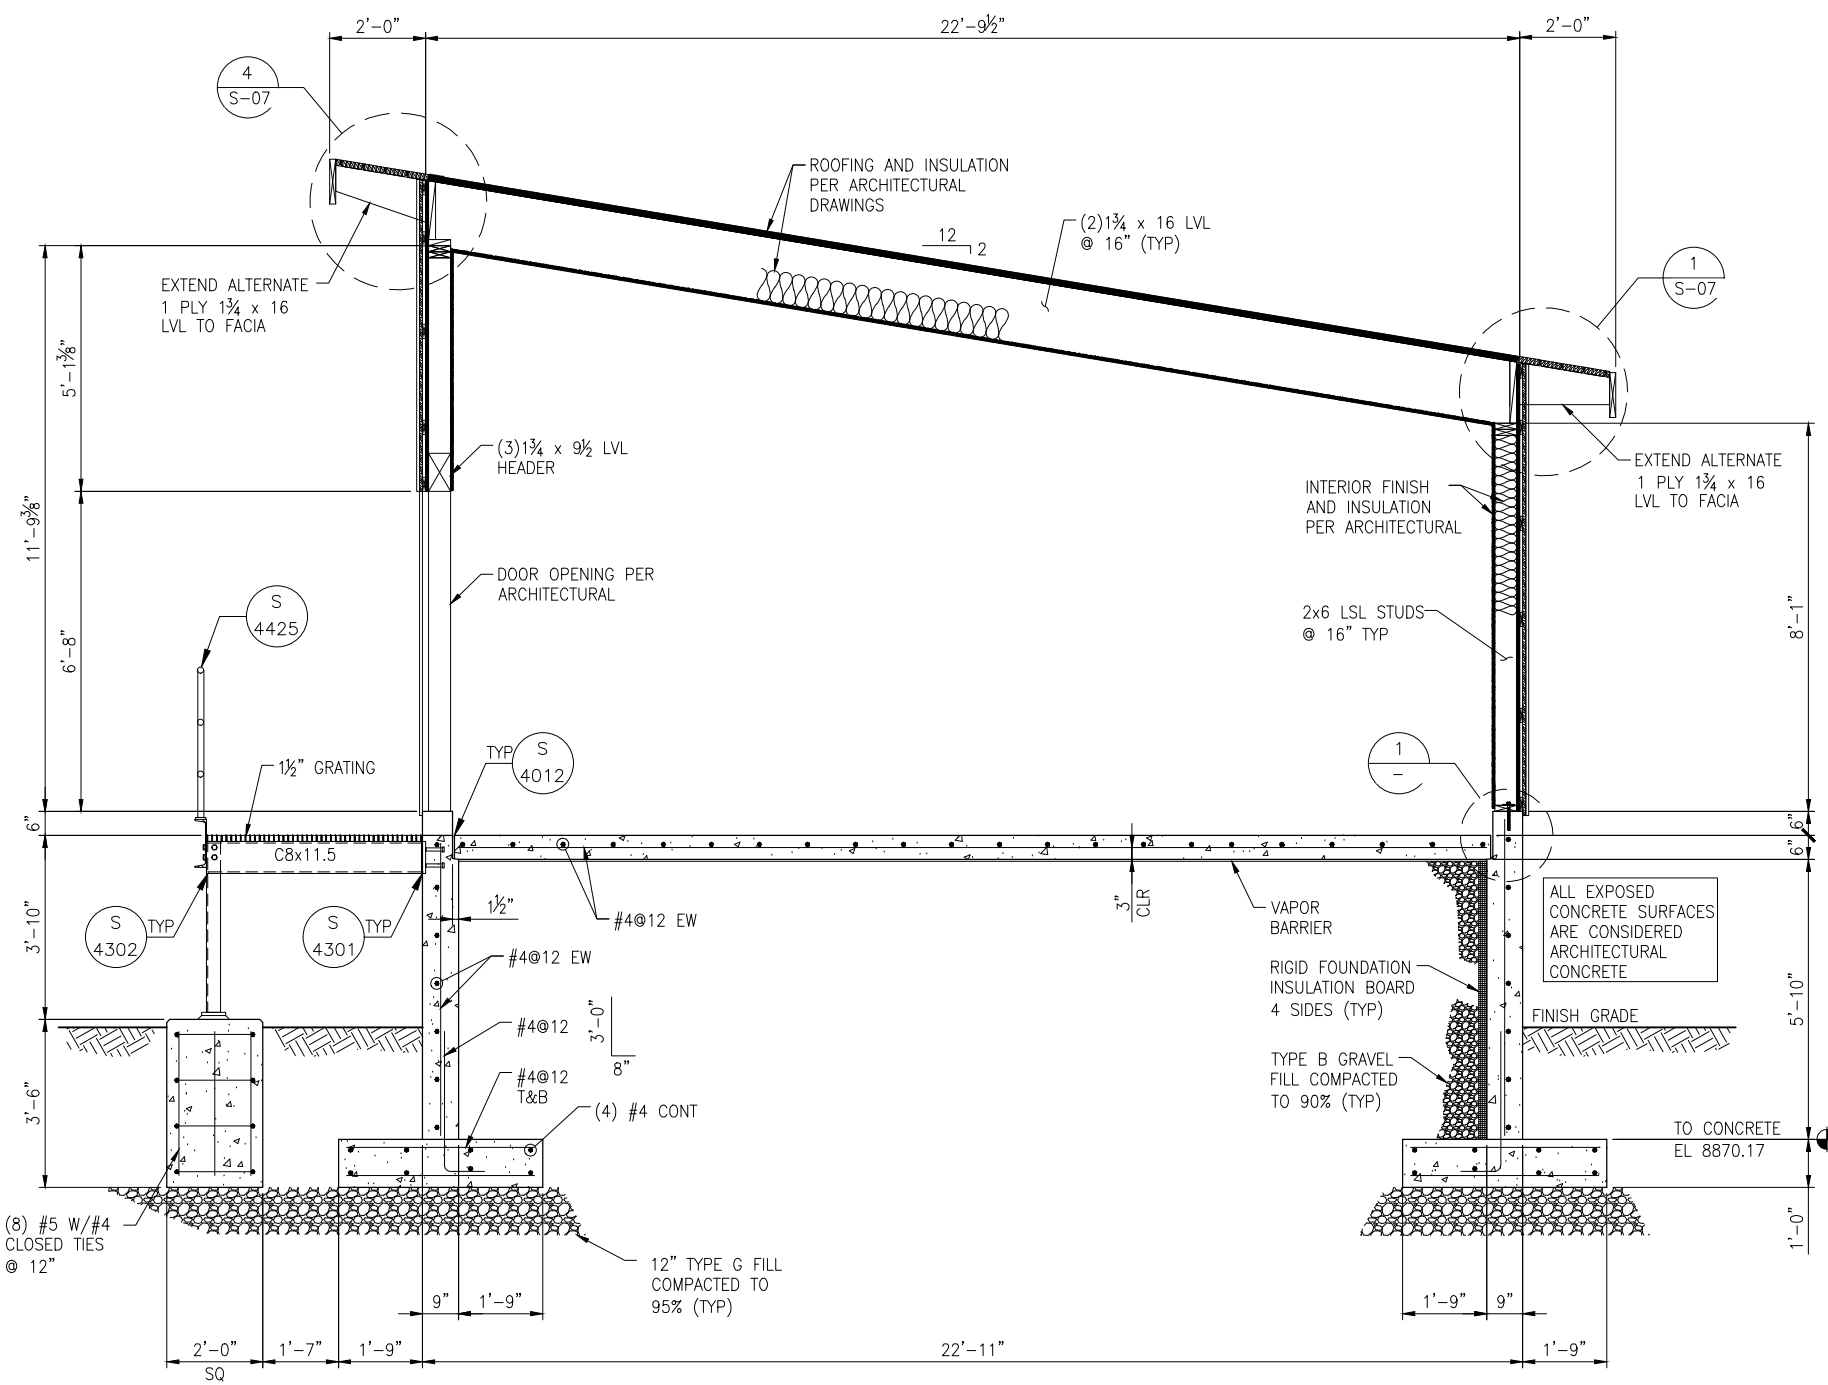 2'-0"
22'-9½"
2'-0"
4
S-07
ROOFING AND INSULATION
PER ARCHITECTURAL
DRAWINGS
(2)1¾ x 16 LVL
@ 16" (TYP)
12
2
1
S-07
EXTEND ALTERNATE
1 PLY 1¾ x 16
LVL TO FACIA
5'-1⅜"
(3)1¾ x 9½ LVL
HEADER
EXTEND ALTERNATE
1 PLY 1¾ x 16
LVL TO FACIA
INTERIOR FINISH
AND INSULATION
PER ARCHITECTURAL
11'-9⅜"
DOOR OPENING PER
ARCHITECTURAL
S
4425
6'-8"
2x6 LSL STUDS
@ 16" TYP
8'-1"
1½" GRATING
TYP
S
4012
1
-
6"
6"
6"
C8x11.5
3'-10"
S
4302
TYP
S
4301
TYP
1½"
#4@12 EW
3"
CLR
VAPOR
BARRIER
ALL EXPOSED
CONCRETE SURFACES
ARE CONSIDERED
ARCHITECTURAL
CONCRETE
#4@12 EW
RIGID FOUNDATION
INSULATION BOARD
4 SIDES (TYP)
5'-10"
#4@12
3'-0"
8"
FINISH GRADE
#4@12
T&B
(4) #4 CONT
TYPE B GRAVEL
FILL COMPACTED
TO 90% (TYP)
3'-6"
TO CONCRETE
EL 8870.17
(8) #5 W/#4
CLOSED TIES
@ 12"
1'-0"
12" TYPE G FILL
COMPACTED TO
95% (TYP)
9"
1'-9"
1'-9"
9"
2'-0"
SQ
1'-7"
1'-9"
22'-11"
1'-9"